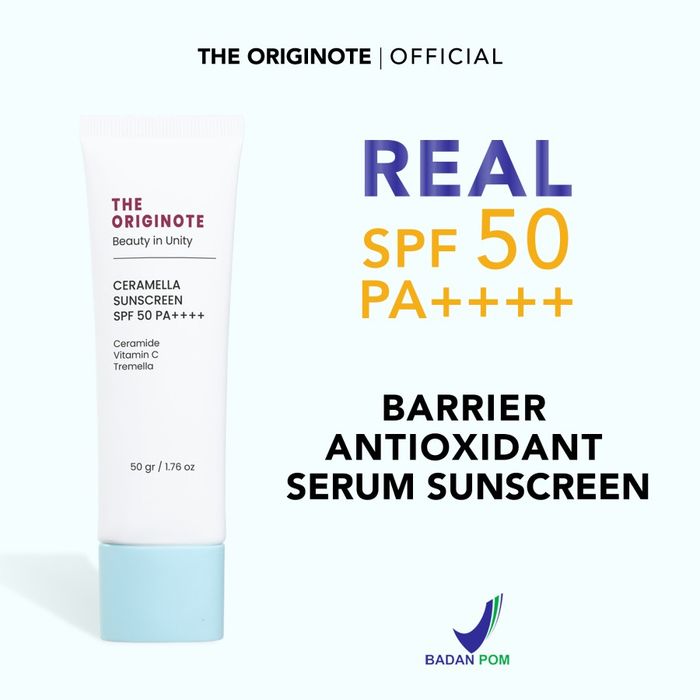 THE ORIGINOTE | OFFICIAL
THE
ORIGINOTE
Beauty in Unity
CERAMELLA
SUNSCREEN
SPF 50 PA++++
Ceramide
Vitamin C
Tremella
50 gr / 1.76 oz
REAL
SPF 50
PA++++
BARRIER
ANTIOXIDANT
SERUM SUNSCREEN
BADAN POM